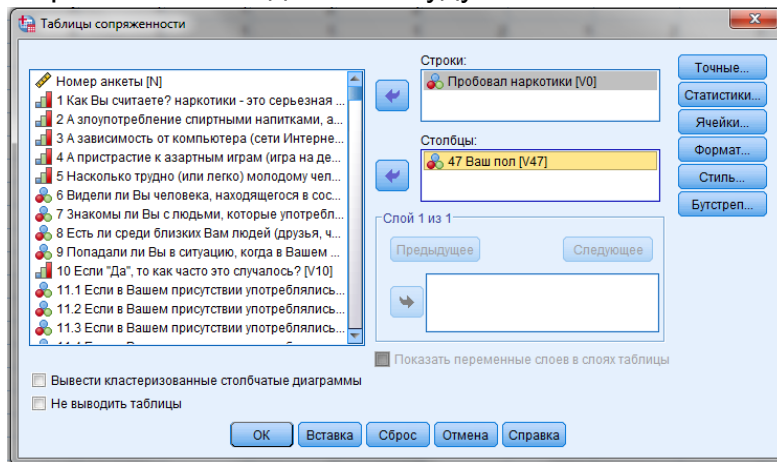 Таблицы сопряженности
Номер анкеты [N]
1 Как Вы считаете? наркотики - это серьезная ...
2 А злоупотребление спиртными напитками, а...
3 А зависимость от компьютера (сети Интерне...
4 А пристрастие к азартным играм (игра на де...
5 Насколько трудно (или легко) молодому чел...
6 Видели ли Вы человека, находящегося в сос...
7 Знакомы ли Вы с людьми, которые употребл...
8 Есть ли среди близких Вам людей (друзья, ч...
9 Попадали ли Вы в ситуацию, когда в Вашем ...
10 Если "Да", то как часто это случалось? [V10]
11.1 Если в Вашем присутствии употреблялись...
11.2 Если в Вашем присутствии употреблялись...
11.3 Если в Вашем присутствии употреблялись...
Строки:
Пробовал наркотики [V0]
Столбцы:
47 Ваш пол [V47]
Слой 1 из 1
Предыдущее
Следующее
Показать переменные слоев в слоях таблицы
Точные...
Статистики...
Ячейки...
Формат...
Стиль...
Бутстреп...
Вывести кластеризованные столбчатые диаграммы
Не выводить таблицы
ОК
Вставка
Сброс
Отмена
Справка